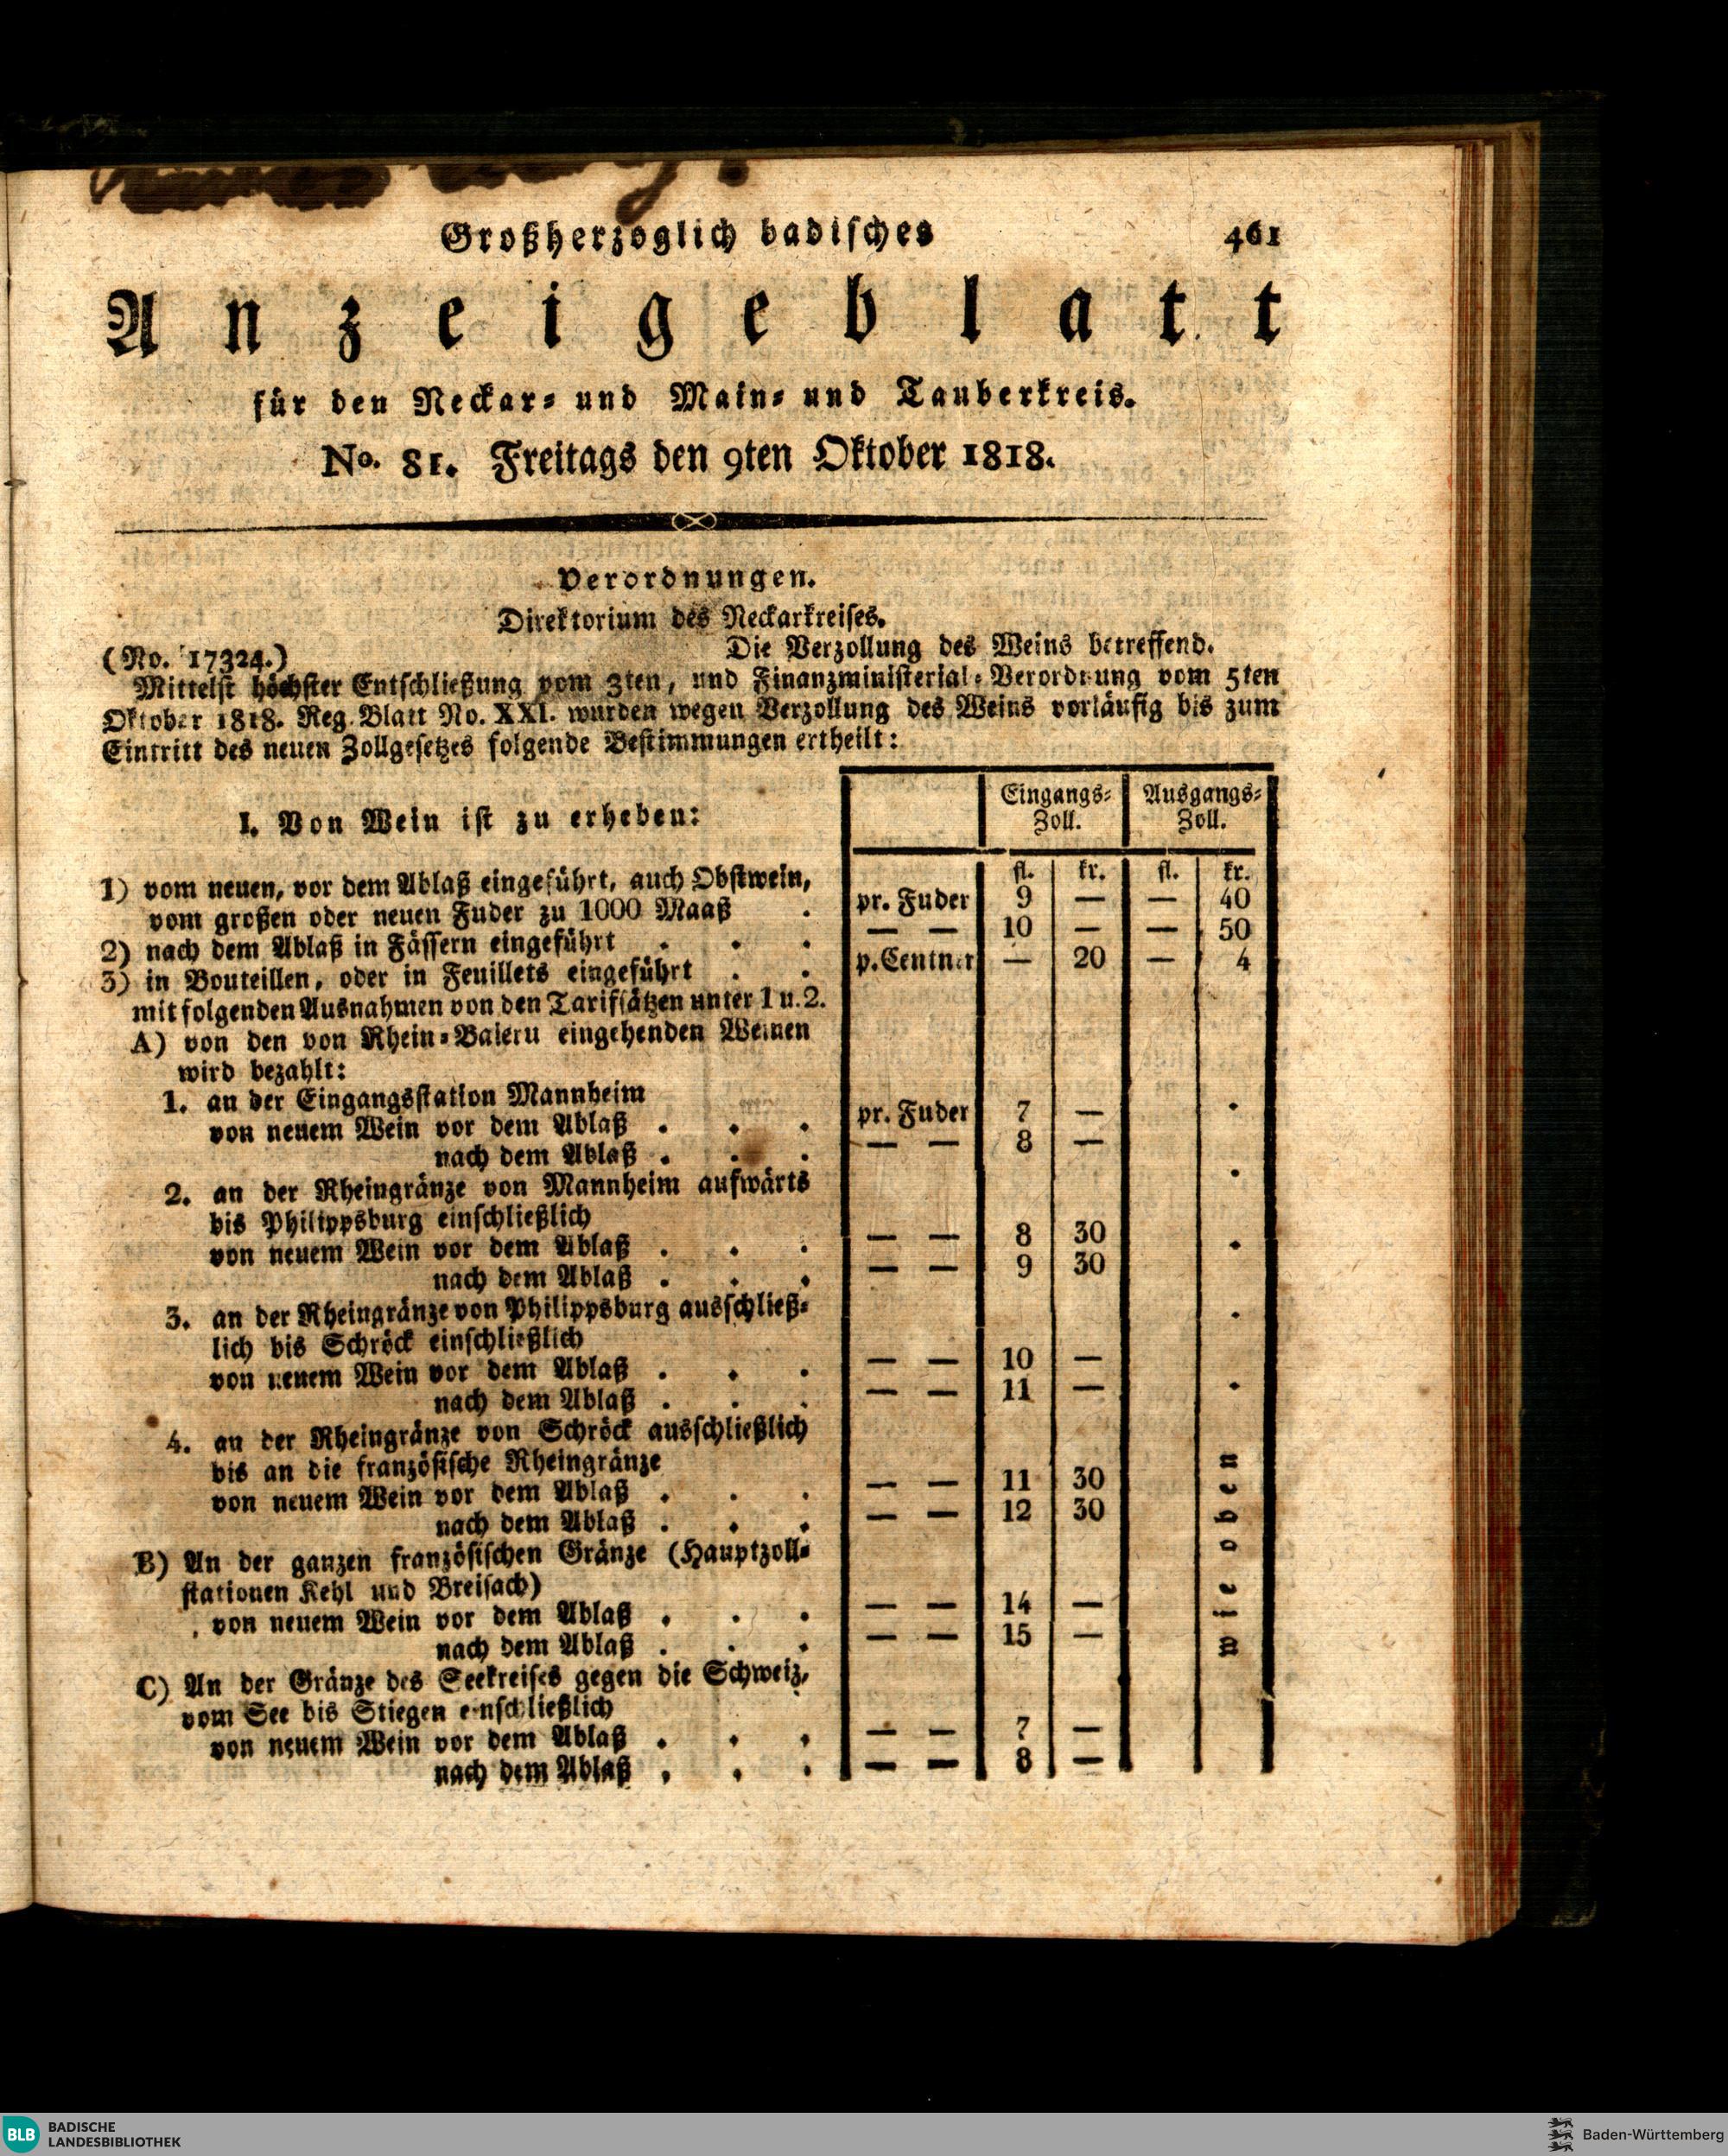 Großherzoglich badisches 461
Anzeigeblatt
für den Neckar- und Main- und Tauberkreis.
No. 81. Freitags den 9ten Oktober 1818.
Verordnungen.
Direktorium des Neckarkreises.
(No. 17324.) Die Verzollung des Weins betreffend.
Mittelst höchster Entschließung vom 3ten, und Finanzministerial-Verordnung vom 5ten
Oktober 1818. Reg. Blatt No. XXI. wurden wegen Verzollung des Weins vorläufig bis zum
Eintritt des neuen Zollgesetzes folgende Bestimmungen ertheilt:
Eingangs- Ausgangs-
I. Von Wein ist zu erheben: Zoll. Zoll.
fl. kr. fl. kr.
1) vom neuen, vor dem Ablaß eingeführt, auch Obstwein,
vom großen oder neuen Fuder zu 1000 Maaß . pr. Fuder 9 — — 40
2) nach dem Ablaß in Fässern eingeführt . . . — — 10 — — 50
3) in Bouteillen, oder in Feuillets eingeführt . . p. Centner — 20 — 4
mit folgenden Ausnahmen von den Tarifsätzen unter 1 u. 2.
A) von den von Rhein-Baieru eingehenden Weinen
wird bezahlt:
1. an der Eingangsstation Mannheim
von neuem Wein vor dem Ablaß . . . pr. Fuder 7 —
nach dem Ablaß . . . — — 8 —
2. an der Rheingränze von Mannheim aufwärts
bis Philippsburg einschließlich
von neuem Wein vor dem Ablaß . . . — — 8 30
nach dem Ablaß . . . — — 9 30
3. an der Rheingränze von Philippsburg ausschließ-
lich bis Schröck einschließlich
von neuem Wein vor dem Ablaß . . . — — 10 —
nach dem Ablaß . . . — — 11 —
4. an der Rheingränze von Schröck ausschließlich
bis an die französische Rheingränze
von neuem Wein vor dem Ablaß . . . — — 11 30
nach dem Ablaß . . . — — 12 30
B) An der ganzen französischen Gränze (Hauptzoll-
stationen Kehl und Breisach)
von neuem Wein vor dem Ablaß . . . — — 14 —
nach dem Ablaß . . . — — 15 —
C) An der Gränze des Seekreises gegen die Schweiz,
vom See bis Stiegen einschließlich
von neuem Wein vor dem Ablaß . . . — — 7 —
nach dem Ablaß . . . — — 8 —
Wie oben
BLB BADISCHE
LANDESBIBLIOTHEK
Baden-Württemberg